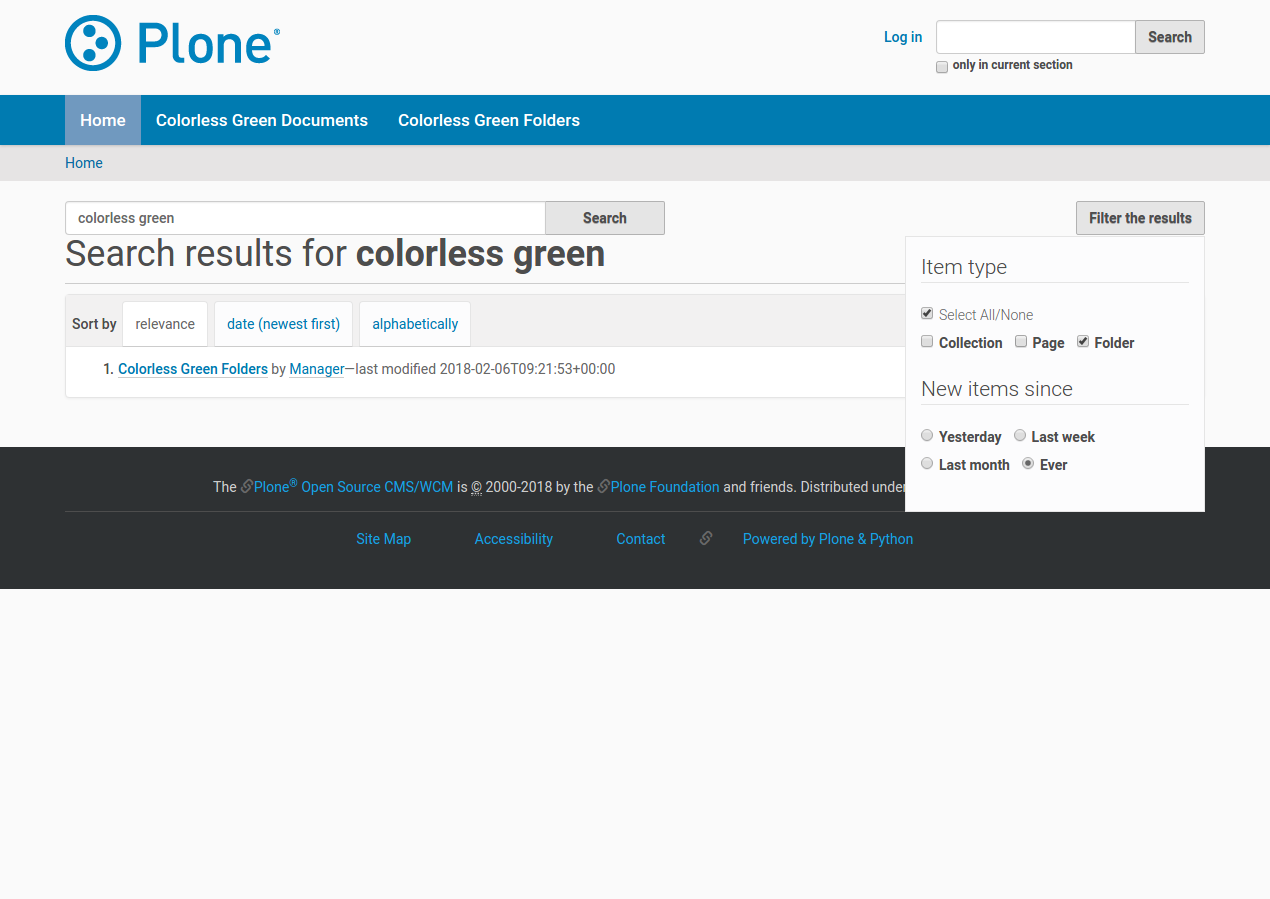 Plone®
Log in
Search
only in current section
Home
Colorless Green Documents
Colorless Green Folders
Home
colorless green
Search
Filter the results
Search results for colorless green
Item type
Select All/None
Collection Page Folder
New items since
Yesterday Last week
Last month Ever
Sort by relevance date (newest first) alphabetically
1. Colorless Green Folders by Manager—last modified 2018-02-06T09:21:53+00:00
The Plone® Open Source CMS/WCM is © 2000-2018 by the Plone Foundation and friends. Distributed under
Site Map Accessibility Contact Powered by Plone & Python